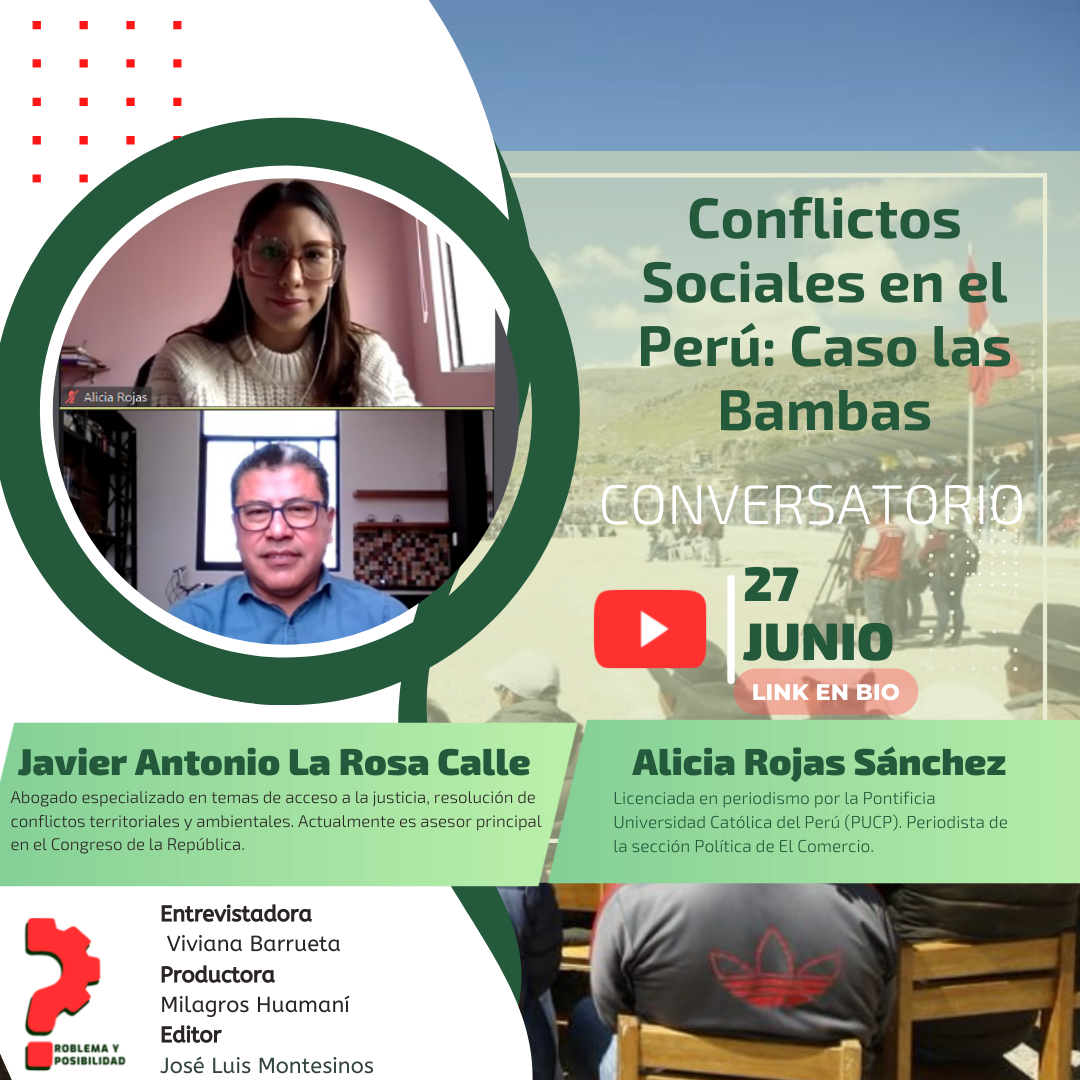 Conflictos
Sociales en el
Perú: Caso las
Bambas
CONVERSATORIO
27
JUNIO
LINK EN BIO
Alicia Rojas
Javier Antonio La Rosa Calle
Abogado especializado en temas de acceso a la justicia, resolución de
conflictos territoriales y ambientales. Actualmente es asesor principal
en el Congreso de la República.
Alicia Rojas Sánchez
Licenciada en periodismo por la Pontificia
Universidad Católica del Perú (PUCP). Periodista de
la sección Política de El Comercio.
Entrevistadora
Viviana Barrueta
Productora
Milagros Huamaní
Editor
José Luis Montesinos
ROBLEMA Y
POSIBILIDAD